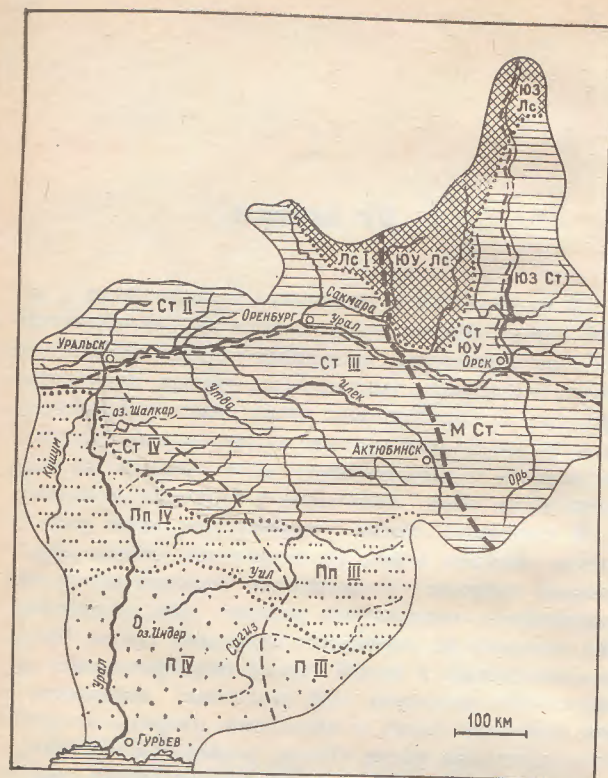 ЮЗ
Лс
Лс I
ЮУ Лс
Сакмара
ЮЗ Ст
Ст II
Оренбург
Урал
Ст
ЮУ
Уральск
Орск
Ст III
Утва
Илек
М Ст
оз. Шалкар
Ст IV
Актюбинск
Кушум
Орь
Пп IV
Пп III
Уил
оз. Индер
Сагиз
Урал
П IV
П III
100 км
Гурьев